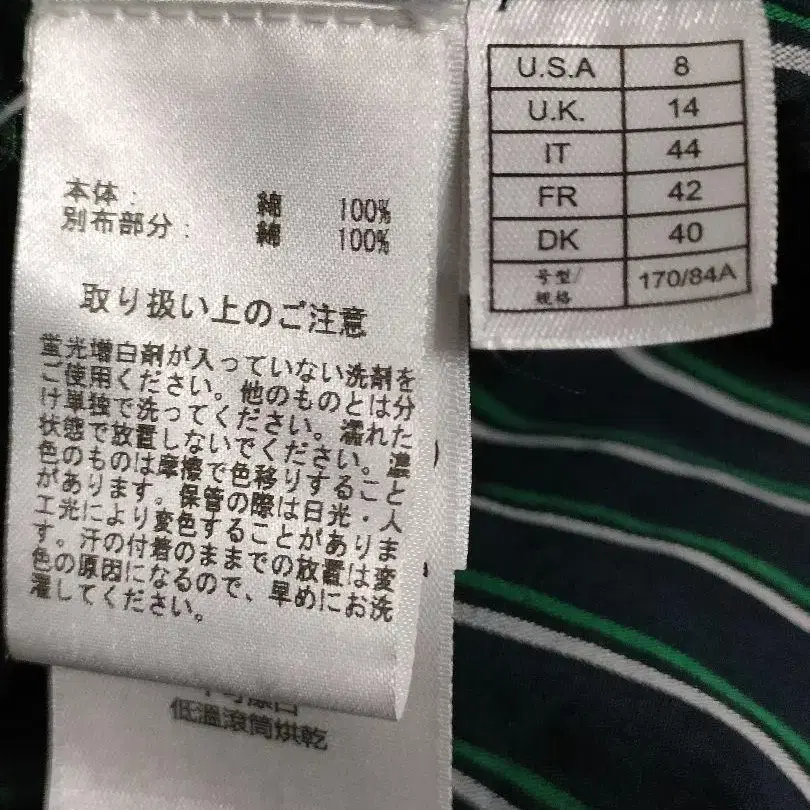 本体： 綿 100%
別布部分： 綿 100%
取り扱い上のご注意
蛍光増白剤が入っていない洗剤を
ご使用ください。他のものとは分
け単独で洗ってください。濡れた
状態で放置しないでください。濃
色のものは摩擦で色移りすること
があります。保管の際は日光・人
工光により変色することがありま
す。汗の付着のままでの放置は変
色の原因になるので、早めにお洗
濯してください。
低溫滾筒烘乾
U.S.A 8
U.K. 14
IT 44
FR 42
DK 40
号型/规格 170/84A